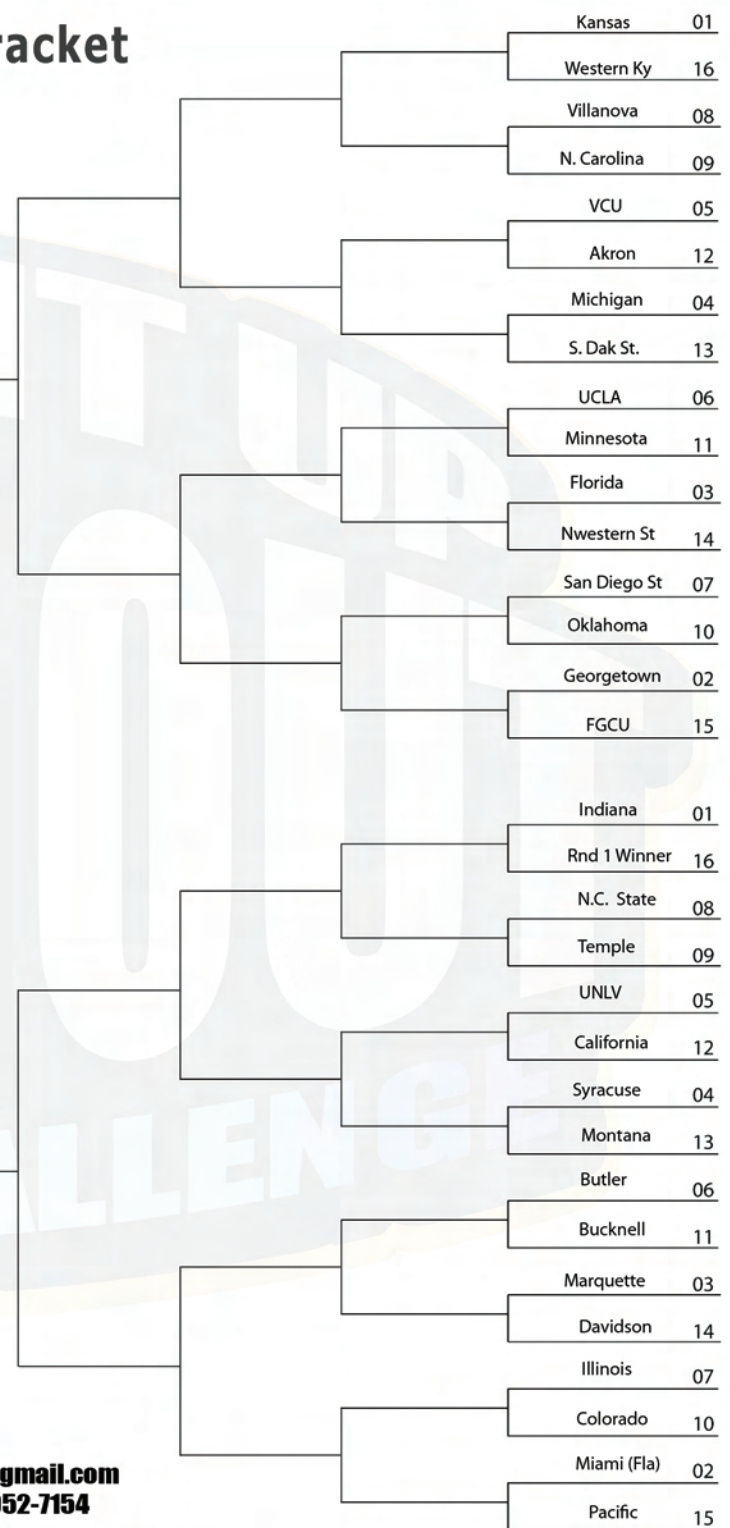 racket
Kansas 01
Western Ky 16
Villanova 08
N. Carolina 09
VCU 05
Akron 12
Michigan 04
S. Dak St. 13
UCLA 06
Minnesota 11
Florida 03
Nwestern St 14
San Diego St 07
Oklahoma 10
Georgetown 02
FGCU 15
Indiana 01
Rnd 1 Winner 16
N.C. State 08
Temple 09
UNLV 05
California 12
Syracuse 04
Montana 13
Butler 06
Bucknell 11
Marquette 03
Davidson 14
Illinois 07
Colorado 10
Miami (Fla) 02
Pacific 15
T UP
OUT
ALLENGE
gmail.com
052-7154